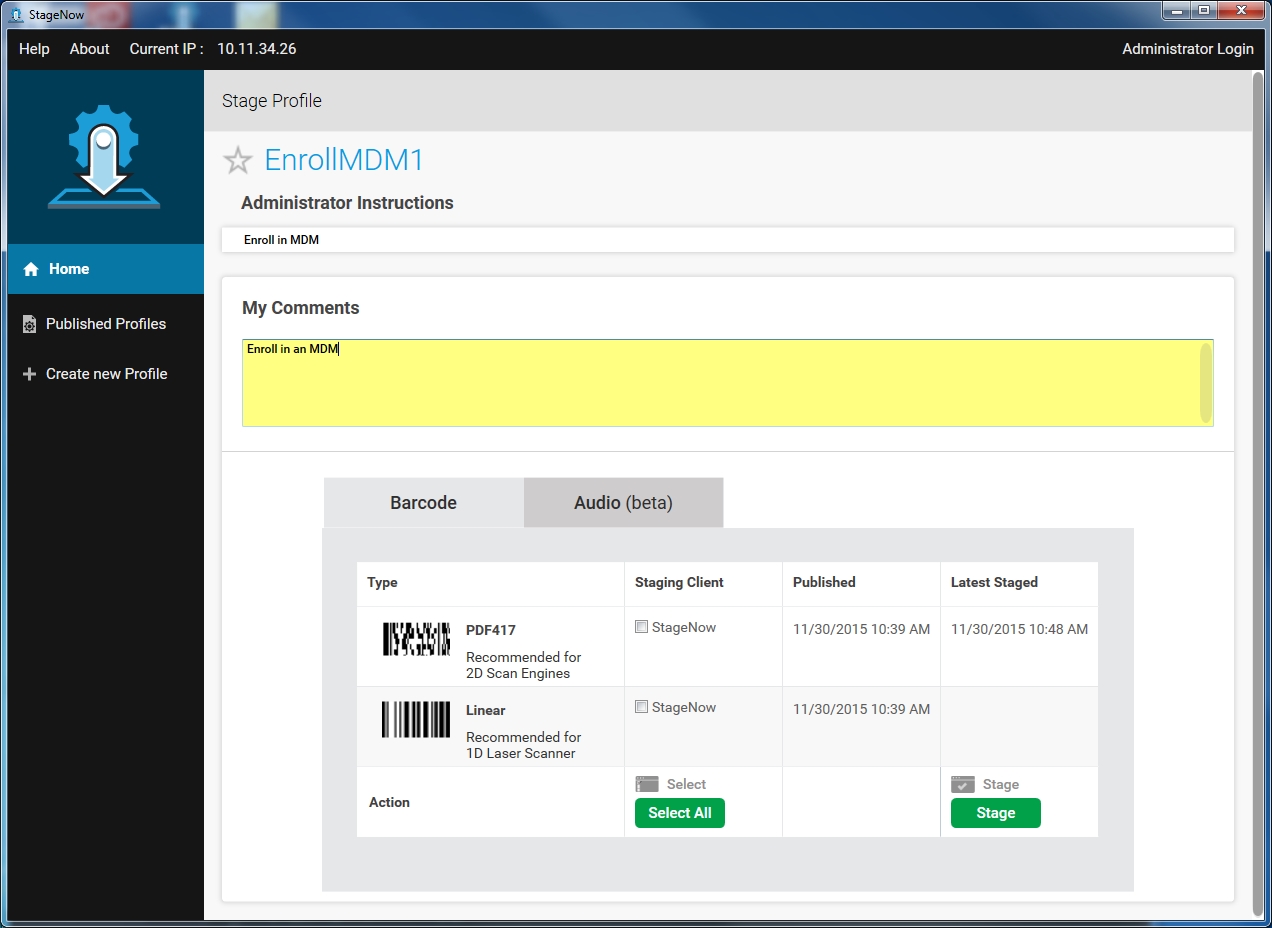 StageNow
Help About Current IP : 10.11.34.26 Administrator Login
Stage Profile
EnrollMDM1
Administrator Instructions
Enroll in MDM
Home
Published Profiles
Create new Profile
My Comments
Enroll in an MDM
Barcode Audio (beta)
Type Staging Client Published Latest Staged
PDF417 StageNow 11/30/2015 10:39 AM 11/30/2015 10:48 AM
Recommended for
2D Scan Engines
Linear StageNow 11/30/2015 10:39 AM
Recommended for
1D Laser Scanner
Select Stage
Action
Select All Stage